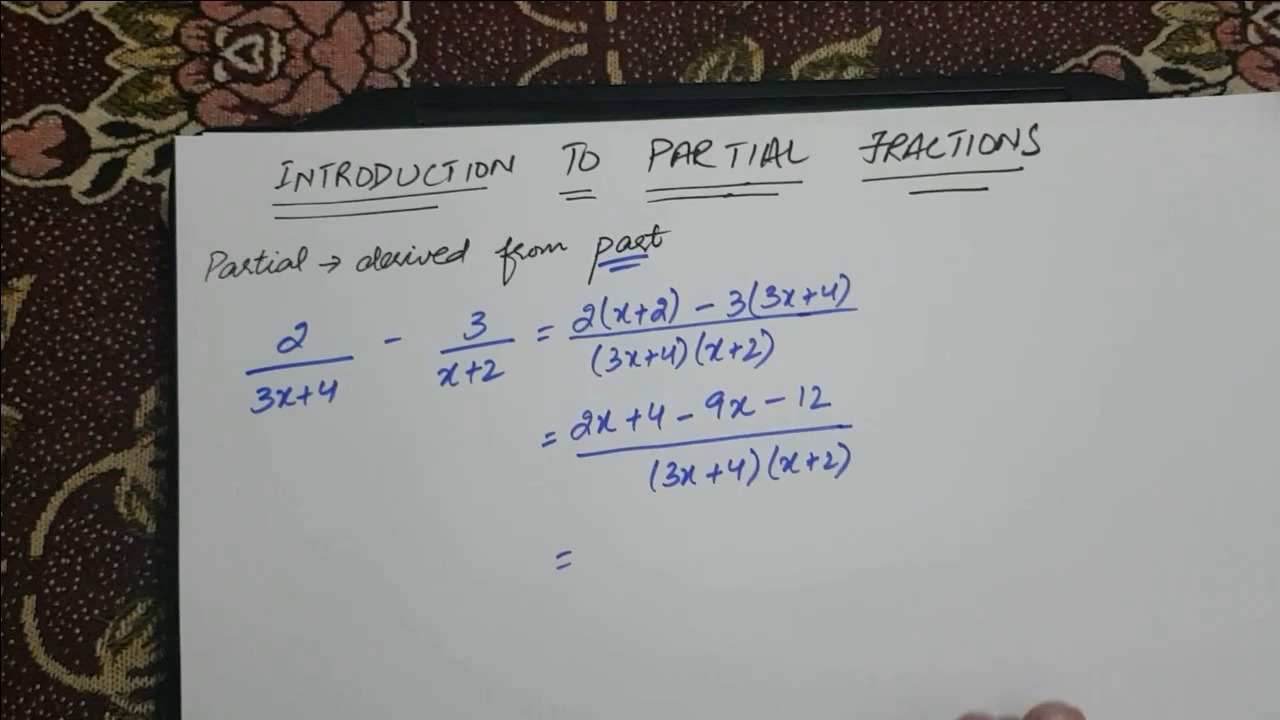 INTRODUCTION TO PARTIAL FRACTIONS
Partial → derived from part
2/(3x+4) - 3/(x+2) = (2(x+2) - 3(3x+4))/((3x+4)(x+2))
= (2x+4-9x-12)/((3x+4)(x+2))
=